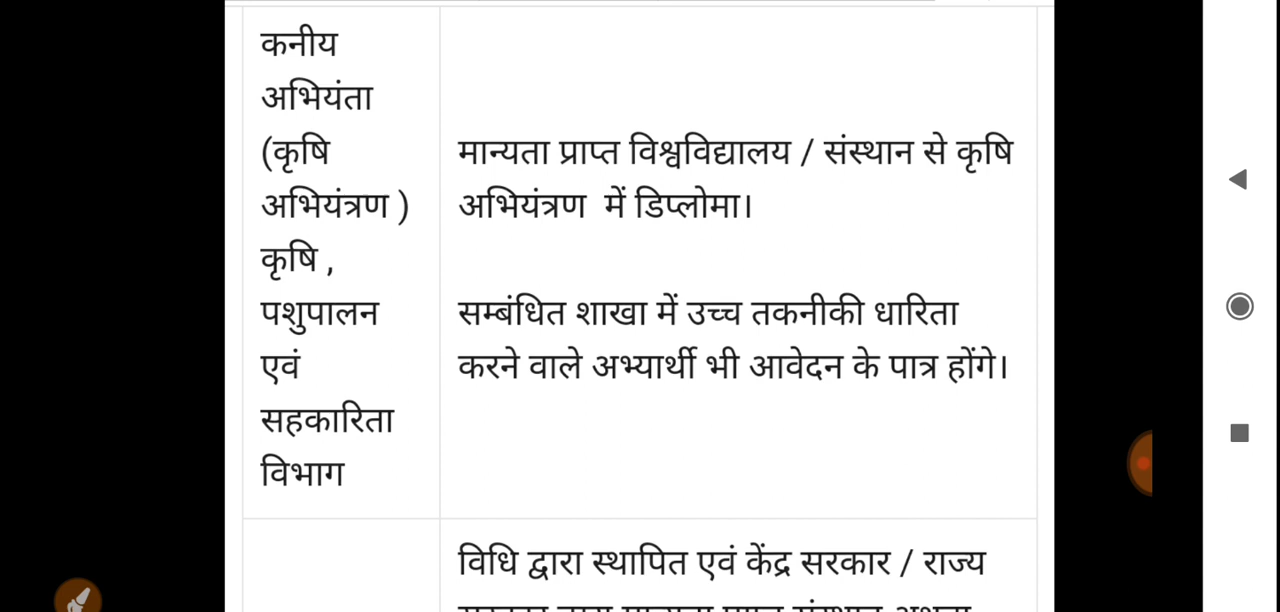 कनीय
अभियंता
(कृषि
अभियंत्रण )
कृषि ,
पशुपालन
एवं
सहकारिता
विभाग
मान्यता प्राप्त विश्वविद्यालय / संस्थान से कृषि
अभियंत्रण में डिप्लोमा।
सम्बंधित शाखा में उच्च तकनीकी धारिता
करने वाले अभ्यार्थी भी आवेदन के पात्र होंगे।
विधि द्वारा स्थापित एवं केंद्र सरकार / राज्य